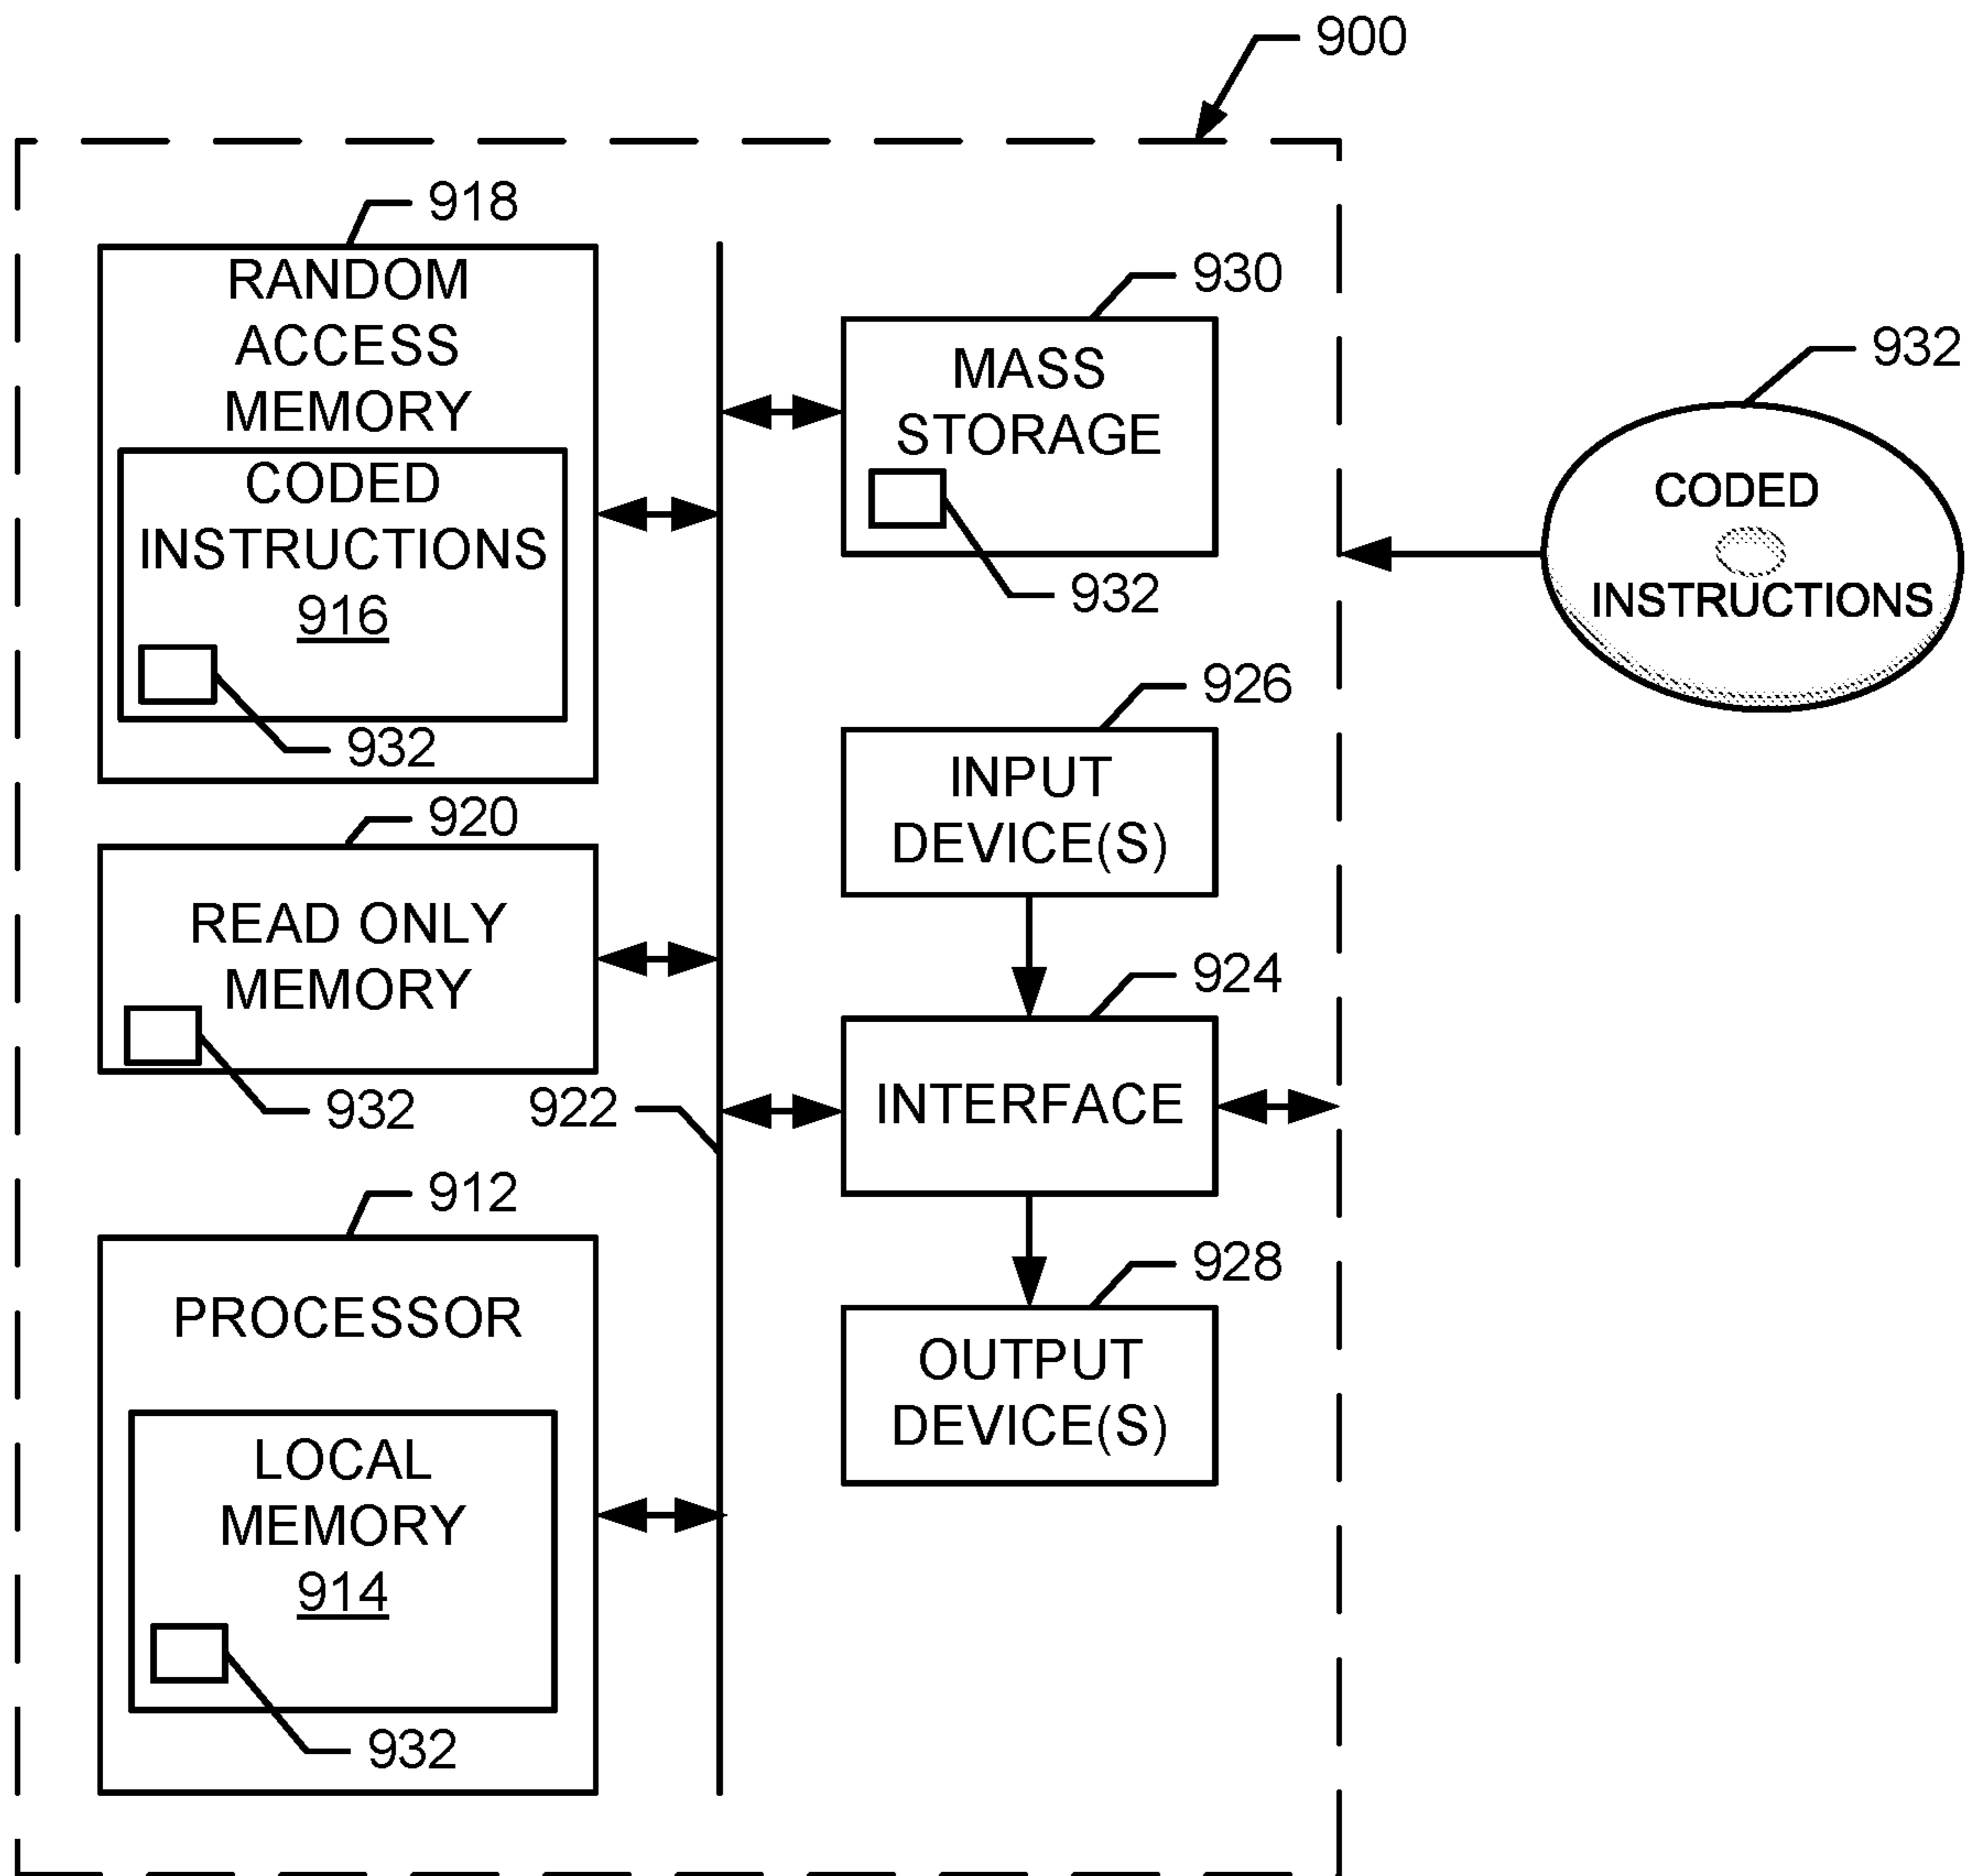 900
918
RANDOM
ACCESS
MEMORY
CODED
INSTRUCTIONS
916
932
930
MASS
STORAGE
932
932
CODED
INSTRUCTIONS
926
INPUT
DEVICE(S)
920
READ ONLY
MEMORY
932
922
924
INTERFACE
912
PROCESSOR
LOCAL
MEMORY
914
932
928
OUTPUT
DEVICE(S)